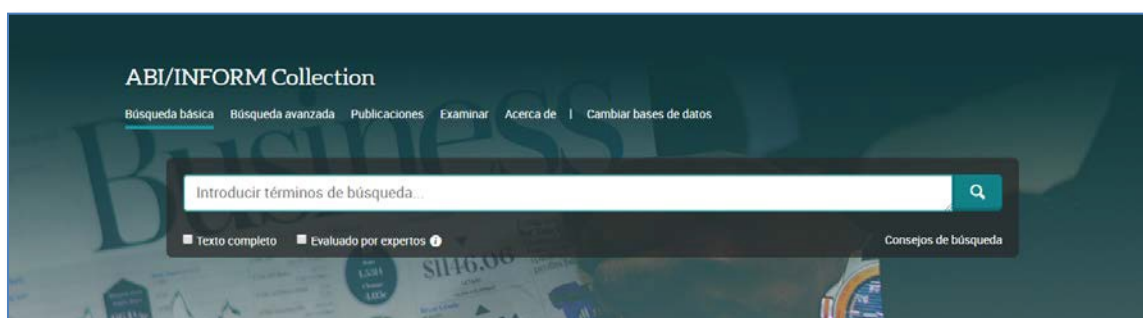 ABI/INFORM Collection
Búsqueda básica Búsqueda avanzada Publicaciones Examinar Acerca de | Cambiar bases de datos
Business
Introducir términos de búsqueda...
Texto completo Evaluado por expertos Consejos de búsqueda